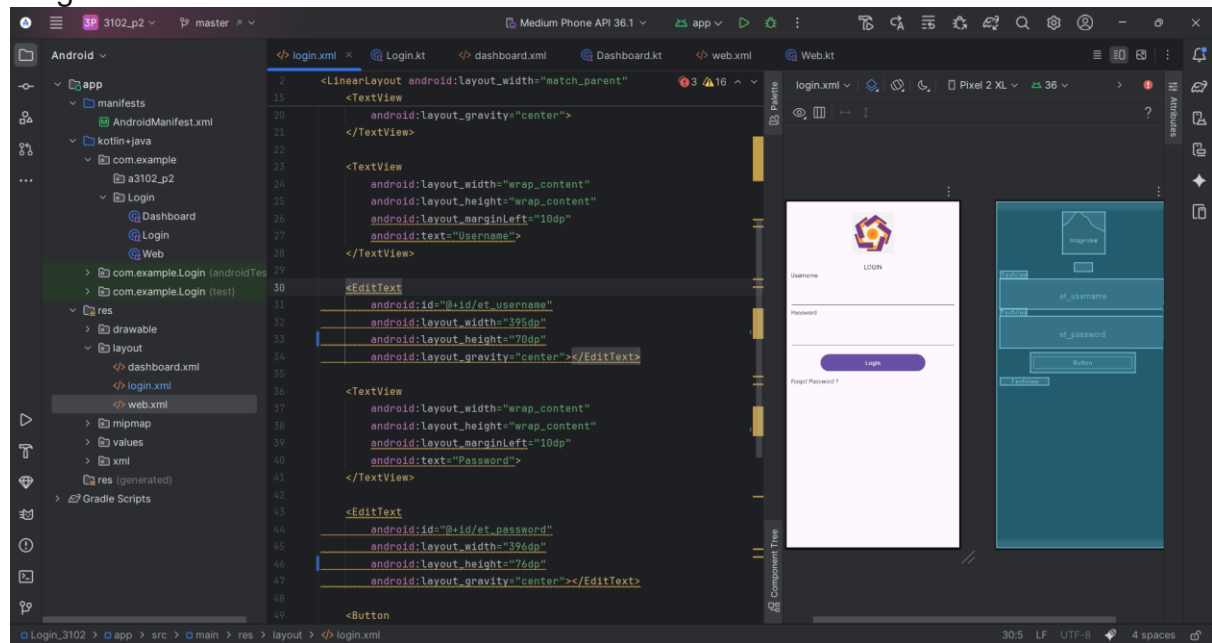 3P 3102_p2 master Medium Phone API 36.1 app
Android
login.xml Login.kt dashboard.xml Dashboard.kt web.xml Web.kt
app
manifests
AndroidManifest.xml
kotlin+java
com.example
a3102_p2
Login
Dashboard
Login
Web
com.example.Login (androidTes
com.example.Login (test)
res
drawable
layout
dashboard.xml
login.xml
web.xml
mipmap
values
xml
res (generated)
Gradle Scripts
2 <LinearLayout android:layout_width="match_parent" 3 16
15 <TextView
20 android:layout_gravity="center">
21 </TextView>
22
23 <TextView
24 android:layout_width="wrap_content"
25 android:layout_height="wrap_content"
26 android:layout_marginLeft="10dp"
27 android:text="Username">
28 </TextView>
29
30 <EditText
31 android:id="@+id/et_username"
32 android:layout_width="395dp"
33 android:layout_height="70dp"
34 android:layout_gravity="center"></EditText>
35
36 <TextView
37 android:layout_width="wrap_content"
38 android:layout_height="wrap_content"
39 android:layout_marginLeft="10dp"
40 android:text="Password">
41 </TextView>
42
43 <EditText
44 android:id="@+id/et_password"
45 android:layout_width="396dp"
46 android:layout_height="76dp"
47 android:layout_gravity="center"></EditText>
48
49 <Button
Palette
Component Tree
login.xml Pixel 2 XL 36
Attributes
LOGIN
Username
Password
Login
Forgot Password ?
ImageView
TextView
et_username
TextView
et_password
Button
TextView
Login_3102 > app > src > main > res > layout > login.xml 30:5 LF UTF-8 4 spaces